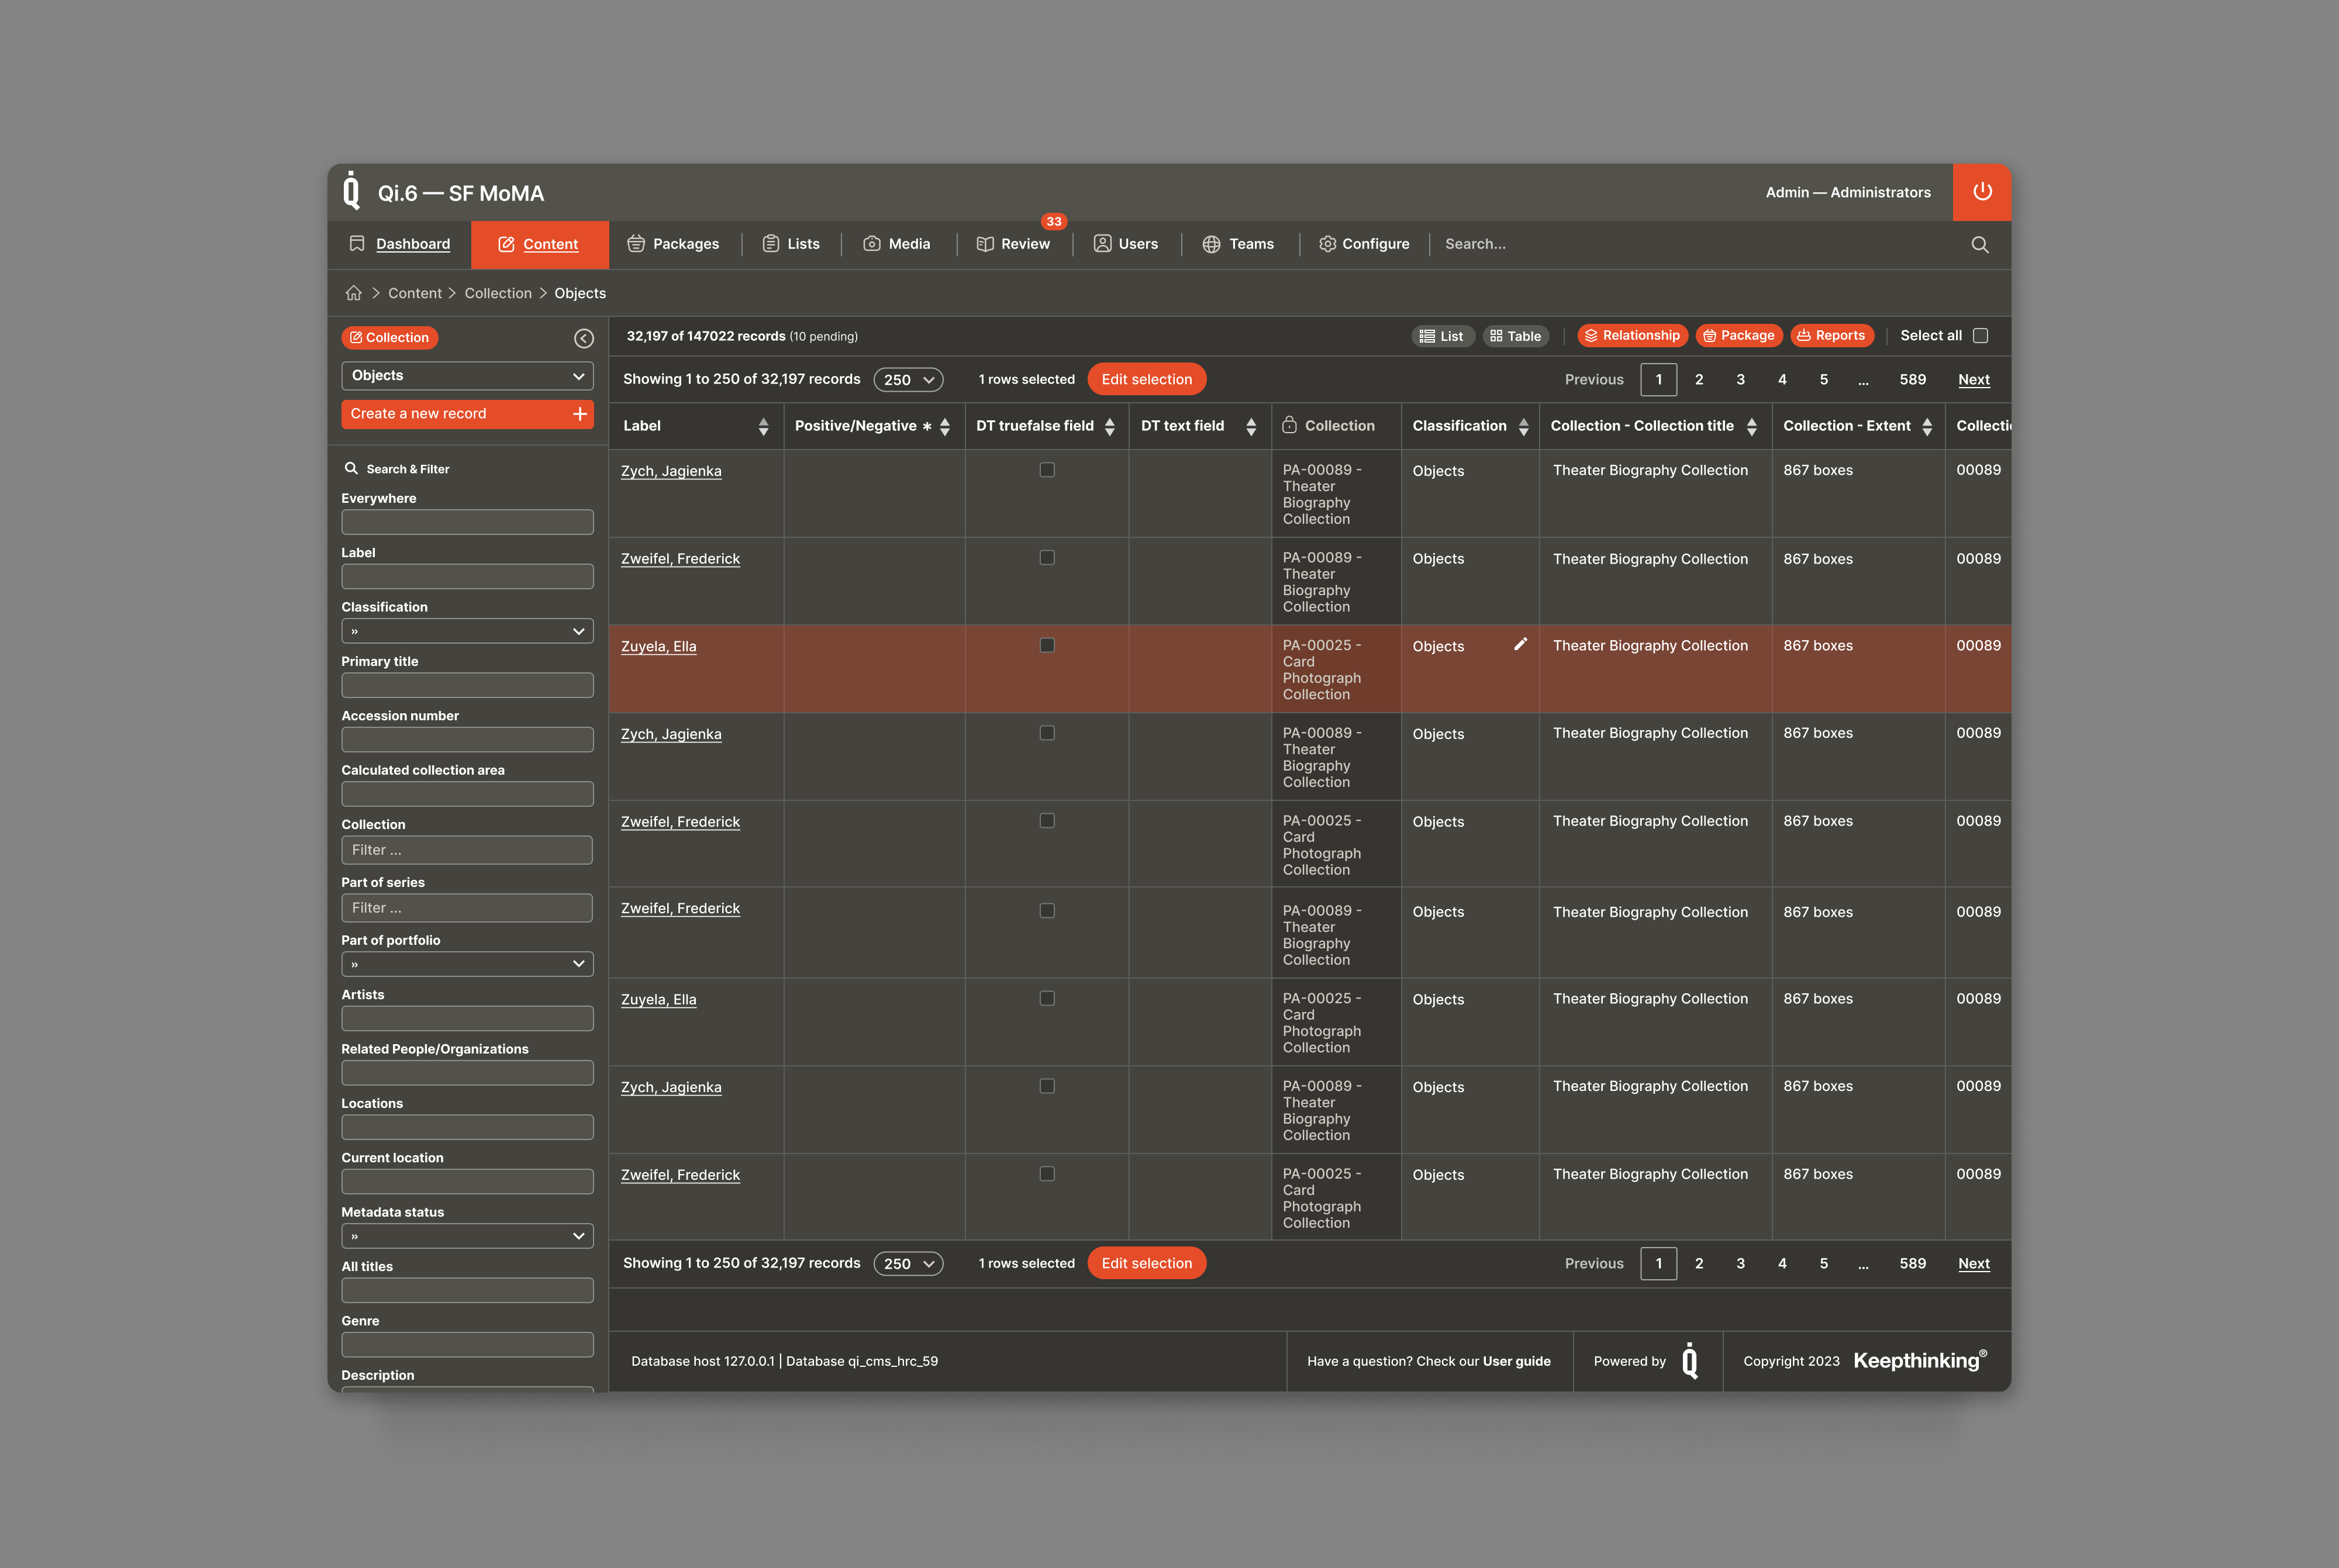 Qi.6 — SF MoMA
Admin — Administrators
Dashboard
Content
Packages
Lists
Media
Review
33
Users
Teams
Configure
Search...
Content > Collection > Objects
Collection
Objects
Create a new record
Search & Filter
Everywhere
Label
Classification
»
Primary title
Accession number
Calculated collection area
Collection
Filter ...
Part of series
Filter ...
Part of portfolio
»
Artists
Related People/Organizations
Locations
Current location
Metadata status
»
All titles
Genre
Description
32,197 of 147022 records (10 pending)
List
Table
Relationship
Package
Reports
Select all
Showing 1 to 250 of 32,197 records
250
1 rows selected
Edit selection
Previous 1 2 3 4 5 ... 589 Next
Label
Positive/Negative *
DT truefalse field
DT text field
Collection
Classification
Collection - Collection title
Collection - Extent
Collecti
Zych, Jagienka
PA-00089 -
Theater
Biography
Collection
Objects
Theater Biography Collection
867 boxes
00089
Zweifel, Frederick
PA-00089 -
Theater
Biography
Collection
Objects
Theater Biography Collection
867 boxes
00089
Zuyela, Ella
PA-00025 -
Card
Photograph
Collection
Objects
Theater Biography Collection
867 boxes
00089
Zych, Jagienka
PA-00089 -
Theater
Biography
Collection
Objects
Theater Biography Collection
867 boxes
00089
Zweifel, Frederick
PA-00025 -
Card
Photograph
Collection
Objects
Theater Biography Collection
867 boxes
00089
Zweifel, Frederick
PA-00089 -
Theater
Biography
Collection
Objects
Theater Biography Collection
867 boxes
00089
Zuyela, Ella
PA-00025 -
Card
Photograph
Collection
Objects
Theater Biography Collection
867 boxes
00089
Zych, Jagienka
PA-00089 -
Theater
Biography
Collection
Objects
Theater Biography Collection
867 boxes
00089
Zweifel, Frederick
PA-00025 -
Card
Photograph
Collection
Objects
Theater Biography Collection
867 boxes
00089
Showing 1 to 250 of 32,197 records
250
1 rows selected
Edit selection
Previous 1 2 3 4 5 ... 589 Next
Database host 127.0.0.1 | Database qi_cms_hrc_59
Have a question? Check our User guide
Powered by
Copyright 2023
Keepthinking®